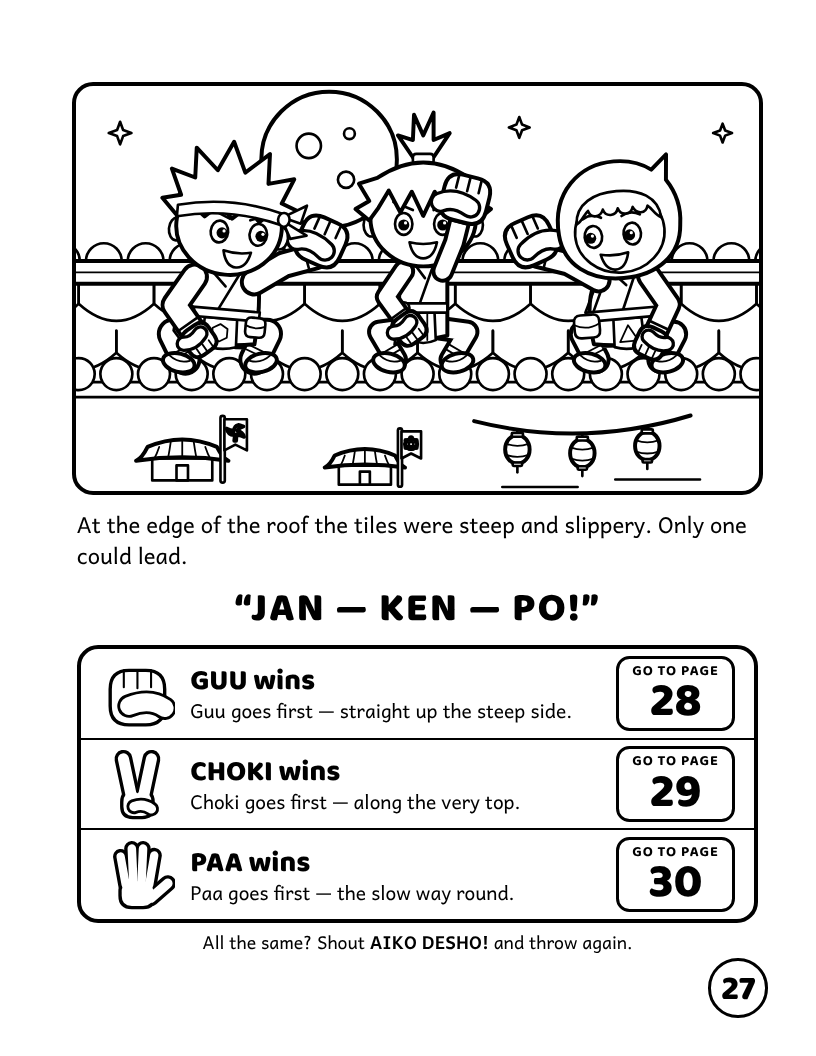 At the edge of the roof the tiles were steep and slippery. Only one
could lead.
“JAN — KEN — PO!”
GUU wins
Guu goes first — straight up the steep side.
GO TO PAGE
28
CHOKI wins
Choki goes first — along the very top.
GO TO PAGE
29
PAA wins
Paa goes first — the slow way round.
GO TO PAGE
30
All the same? Shout AIKO DESHO! and throw again.
27